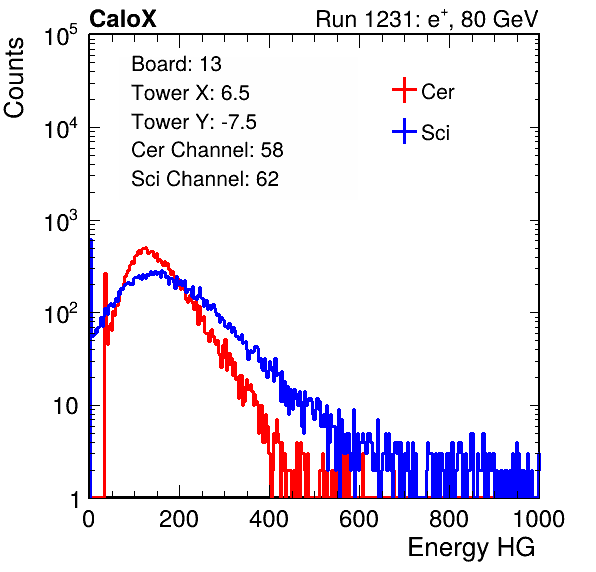 CaloX Run 1231: e⁺, 80 GeV
Counts
Board: 13
Tower X: 6.5
Tower Y: -7.5
Cer Channel: 58
Sci Channel: 62
Cer
Sci
10⁵
10⁴
10³
10²
10
1
0 200 400 600 800 1000
Energy HG